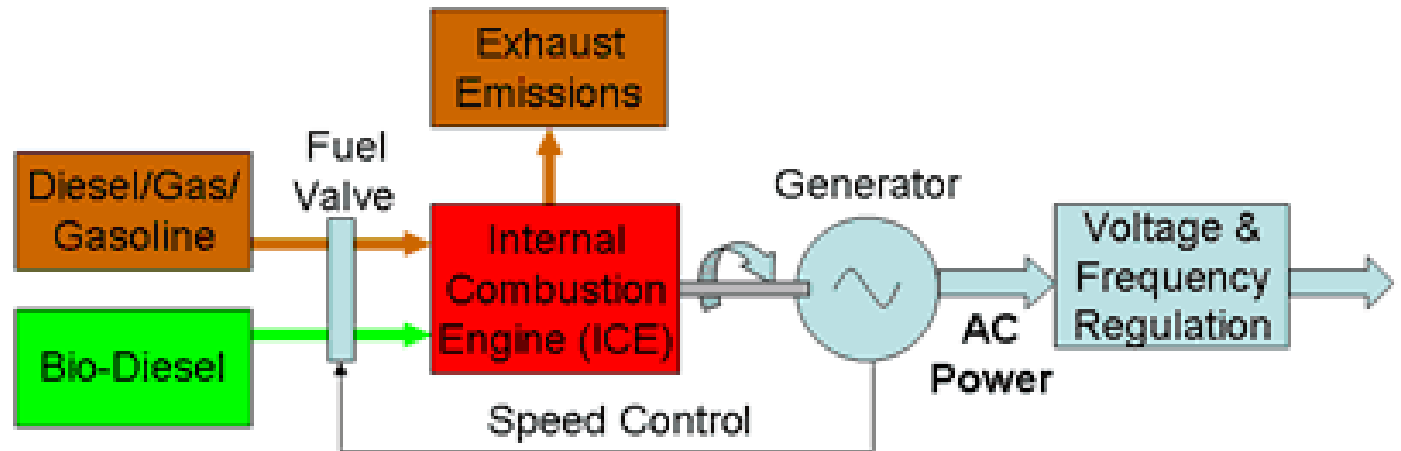 Exhaust
Emissions
Fuel
Valve
Diesel/Gas/
Gasoline
Generator
Internal
Combustion
Engine (ICE)
Voltage &
Frequency
Regulation
AC
Power
Bio-Diesel
Speed Control